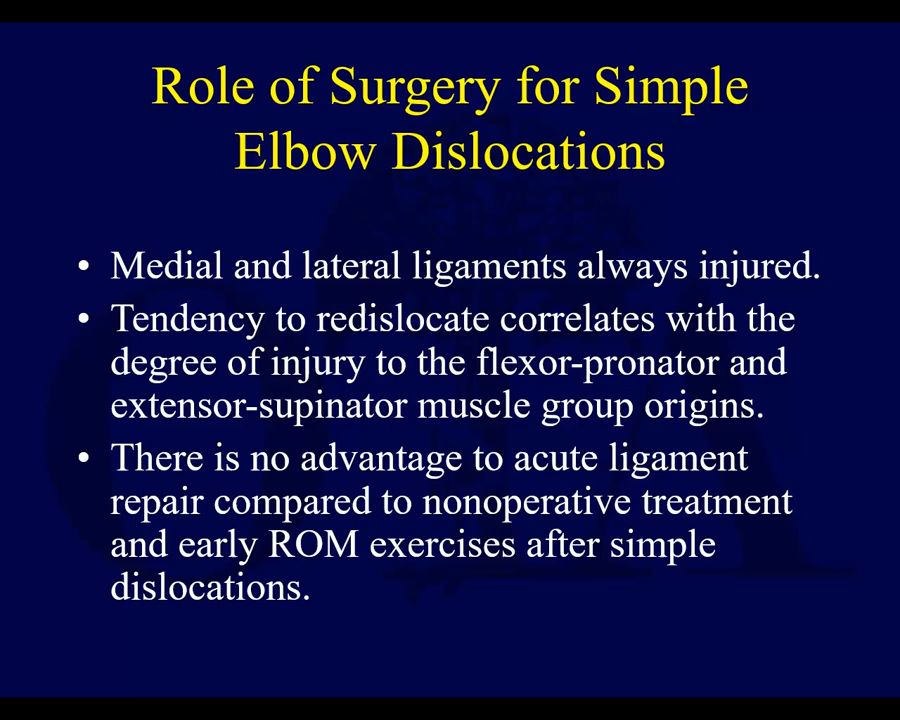 Role of Surgery for Simple
Elbow Dislocations
• Medial and lateral ligaments always injured.
• Tendency to redislocate correlates with the
degree of injury to the flexor-pronator and
extensor-supinator muscle group origins.
• There is no advantage to acute ligament
repair compared to nonoperative treatment
and early ROM exercises after simple
dislocations.